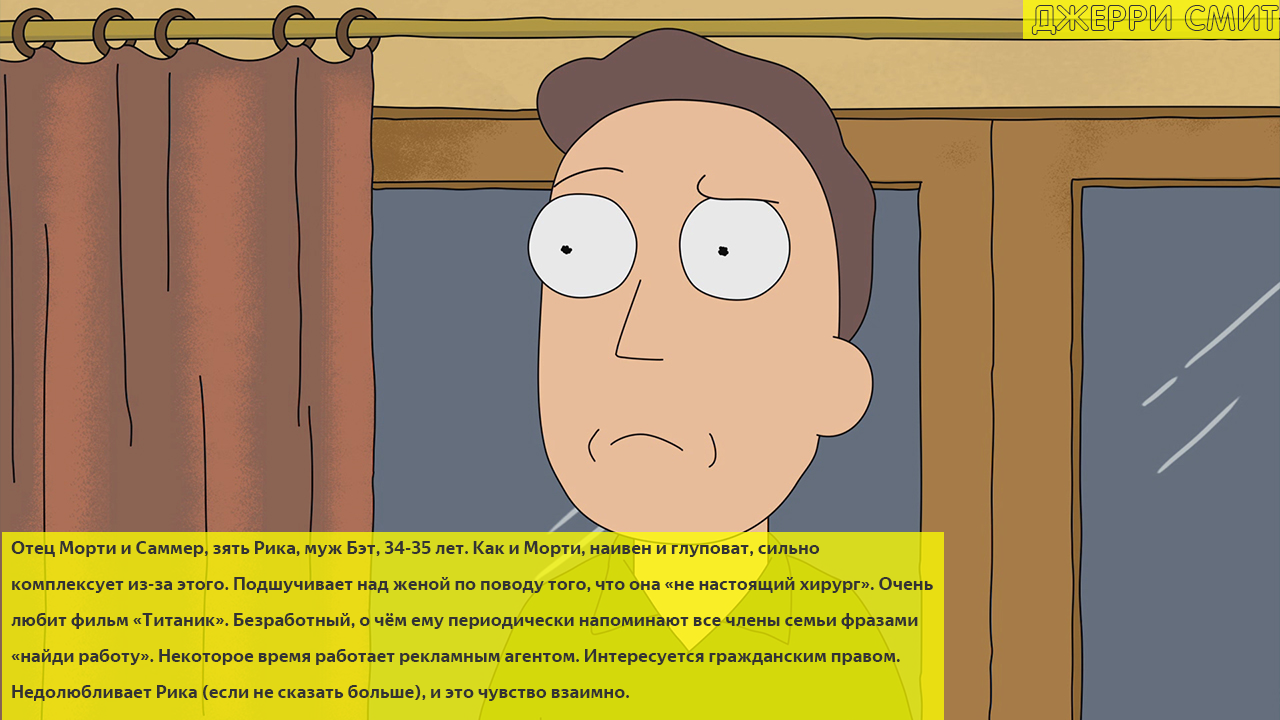 ДЖЕРРИ СМИТ
Отец Морти и Саммер, зять Рика, муж Бэт, 34-35 лет. Как и Морти, наивен и глуповат, сильно
комплексует из-за этого. Подшучивает над женой по поводу того, что она «не настоящий хирург». Очень
любит фильм «Титаник». Безработный, о чём ему периодически напоминают все члены семьи фразами
«найди работу». Некоторое время работает рекламным агентом. Интересуется гражданским правом.
Недолюбливает Рика (если не сказать больше), и это чувство взаимно.